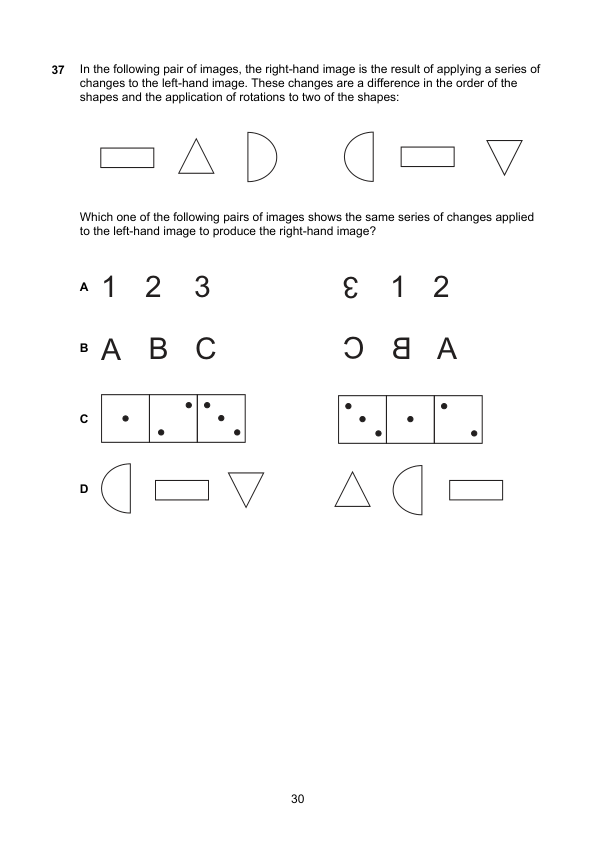 37 In the following pair of images, the right-hand image is the result of applying a series of
changes to the left-hand image. These changes are a difference in the order of the
shapes and the application of rotations to two of the shapes:
Which one of the following pairs of images shows the same series of changes applied
to the left-hand image to produce the right-hand image?
A 1 2 3 Ɛ 1 2
B A B C Ɔ ᗺ A
C
D
30